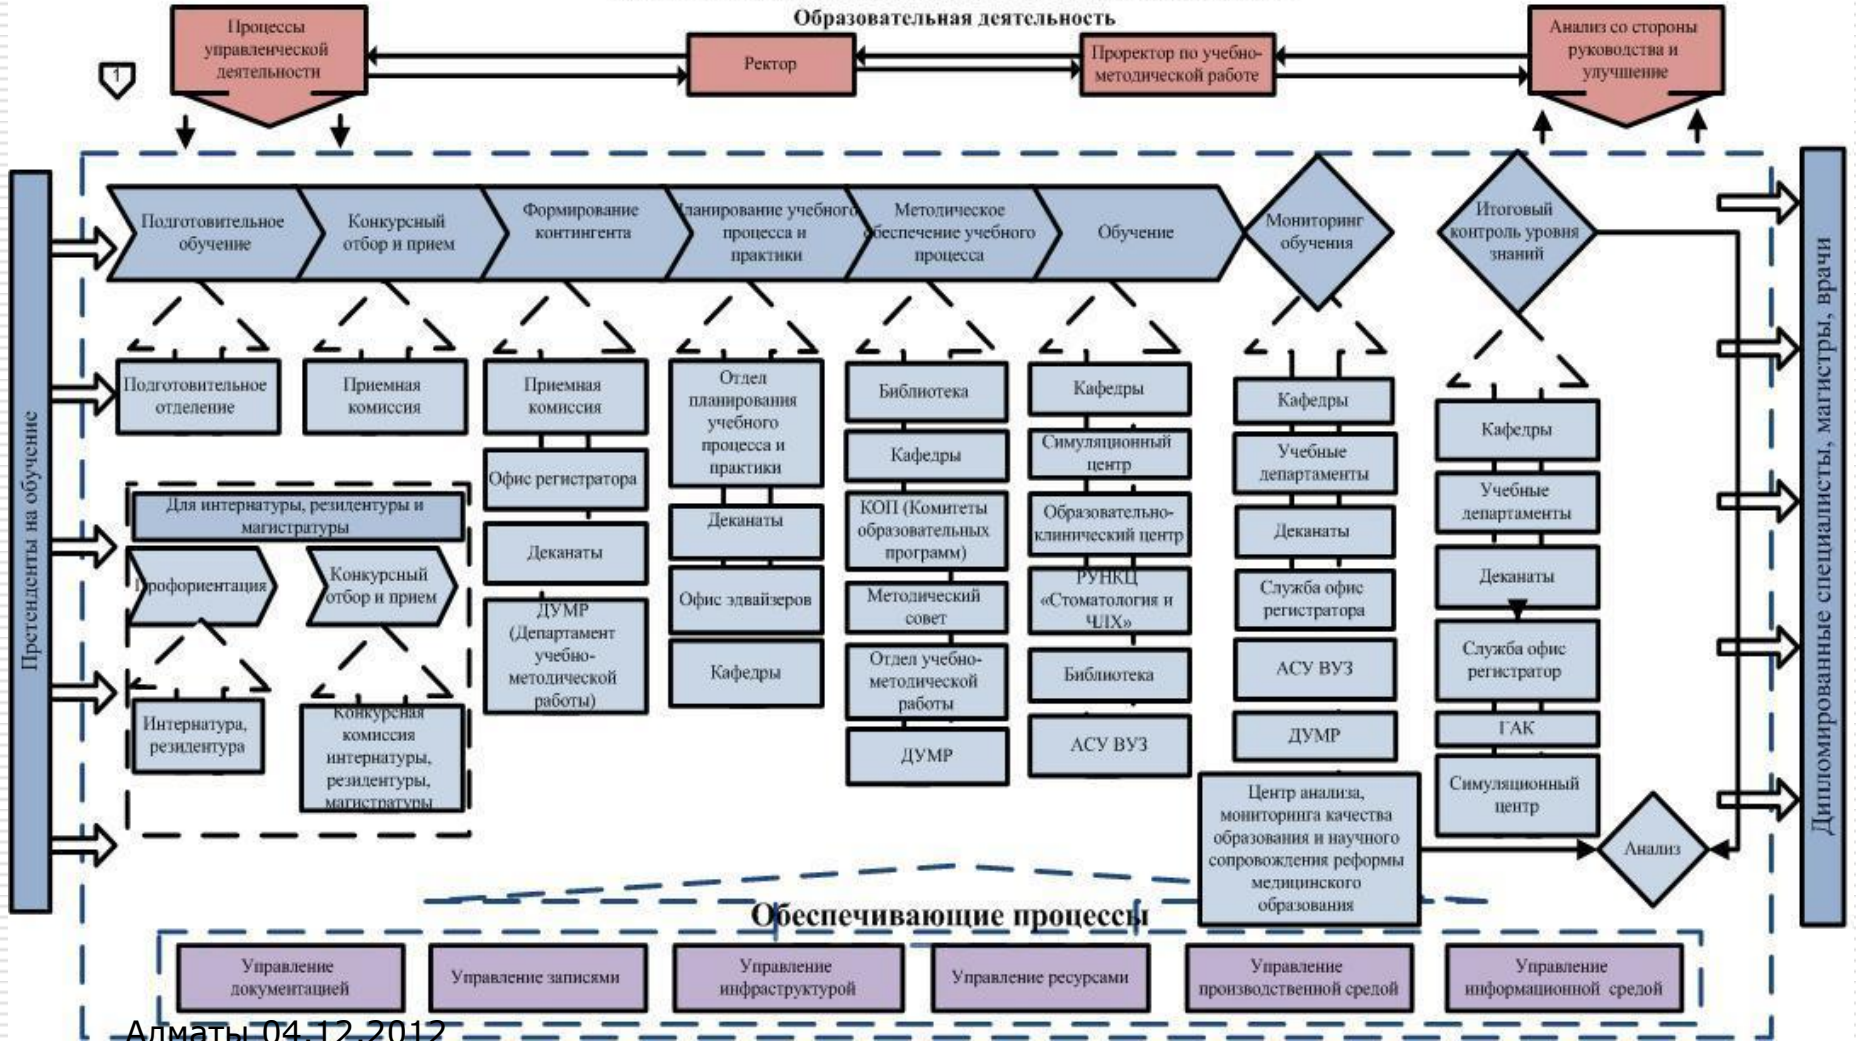 Образовательная деятельность
Процессы
управленческой
деятельности
Ректор
Проректор по учебно-
методической работе
Анализ со стороны
руководства и
улучшение
1
Претенденты на обучение
Подготовительное
обучение
Конкурсный
отбор и прием
Формирование
контингента
ланирование учебного
процесса и
практики
Методическое
обеспечение учебного
процесса
Обучение
Мониторинг
обучения
Итоговый
контроль уровня
знаний
Подготовительное
отделение
Приемная
комиссия
Приемная
комиссия
Офис регистратора
Деканаты
ДУМР
(Департамент
учебно-
методической
работы)
Отдел
планирования
учебного
процесса и
практики
Деканаты
Офис эдвайзеров
Кафедры
Библиотека
Кафедры
КОП (Комитеты
образовательных
программ)
Методический
совет
Отдел учебно-
методической
работы
ДУМР
Кафедры
Симуляционный
центр
Образовательно-
клинический центр
РУНКЦ
«Стоматология и
ЧЛХ»
Библиотека
АСУ ВУЗ
Кафедры
Учебные
департаменты
Деканаты
Служба офис
регистратора
АСУ ВУЗ
ДУМР
Центр анализа,
мониторинга качества
образования и научного
сопровождения реформы
медицинского
образования
Кафедры
Учебные
департаменты
Деканаты
Служба офис
регистратор
ГАК
Симуляционный
центр
Анализ
Для интернатуры, резидентуры и
магистратуры
Профориентация
Конкурсный
отбор и прием
Интернатура,
резидентура
Конкурсная
комиссия
интернатуры,
резидентуры,
магистратуры
Дипломированные специалисты, магистры, врачи
Обеспечивающие процессы
Управление
документацией
Управление записями
Управление
инфраструктурой
Управление ресурсами
Управление
производственной средой
Управление
информационной средой
Алматы 04.12.2012